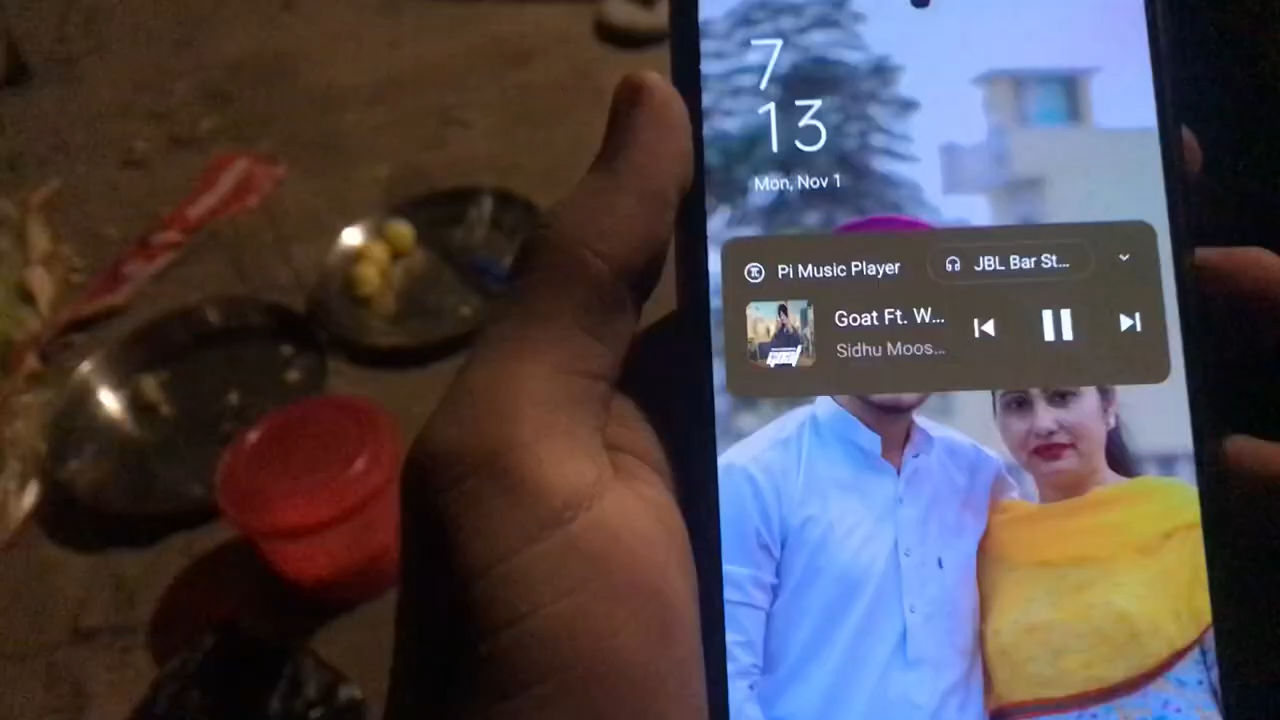 7
13
Mon, Nov 1
Pi Music Player
JBL Bar St...
Goat Ft. W...
Sidhu Moos...